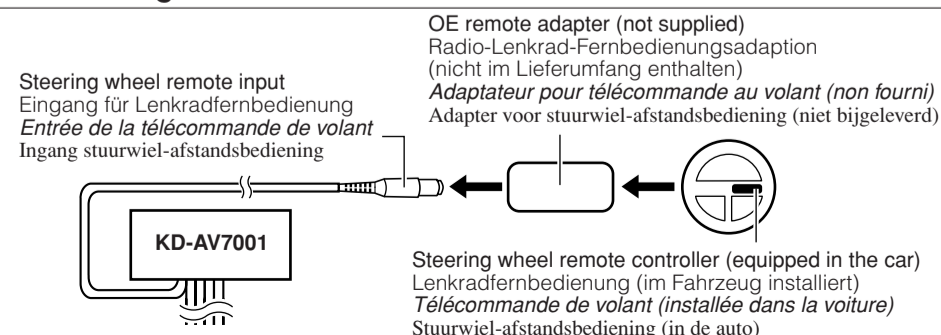 OE remote adapter (not supplied)
Radio-Lenkrad-Fernbedienungsadaption
(nicht im Lieferumfang enthalten)
Adaptateur pour télécommande au volant (non fourni)
Adapter voor stuurwiel-afstandsbediening (niet bijgeleverd)
Steering wheel remote input
Eingang für Lenkradfernbedienung
Entrée de la télécommande de volant
Ingang stuurwiel-afstandsbediening
KD-AV7001
Steering wheel remote controller (equipped in the car)
Lenkradfernbedienung (im Fahrzeug installiert)
Télécommande de volant (installée dans la voiture)
Stuurwiel-afstandsbediening (in de auto)